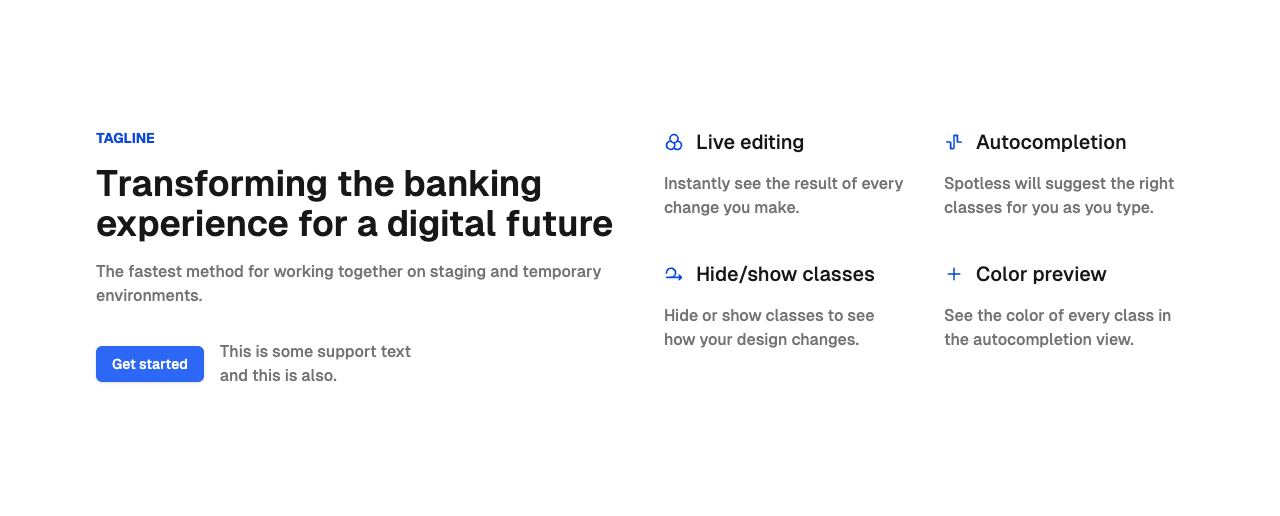 TAGLINE
Transforming the banking
experience for a digital future
The fastest method for working together on staging and temporary
environments.
Get started
This is some support text
and this is also.
Live editing
Instantly see the result of every
change you make.
Autocompletion
Spotless will suggest the right
classes for you as you type.
Hide/show classes
Hide or show classes to see
how your design changes.
Color preview
See the color of every class in
the autocompletion view.